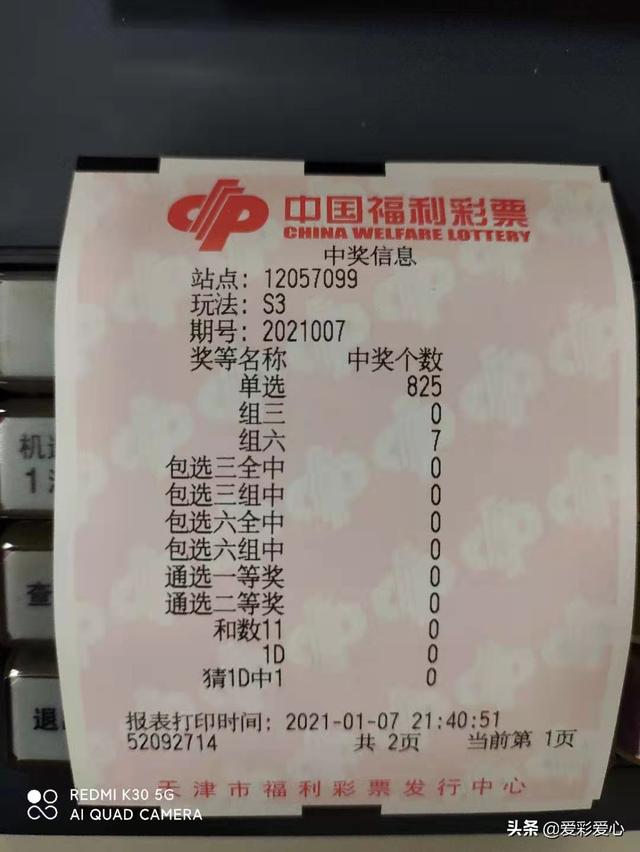 中国福利彩票
CHINA WELFARE LOTTERY
中奖信息
站点: 12057099
玩法: S3
期号: 2021007
奖等名称 中奖个数
单选 825
组三 0
组六 7
包选三全中 0
包选三组中 0
包选六全中 0
包选六组中 0
通选一等奖 0
通选二等奖 0
和数11 0
1D 0
猜1D中1 0
报表打印时间: 2021-01-07 21:40:51
52092714 共 2页 当前第 1页
天津市福利彩票发行中心
机选
1
查
退
REDMI K30 5G
AI QUAD CAMERA
头条 @爱彩爱心